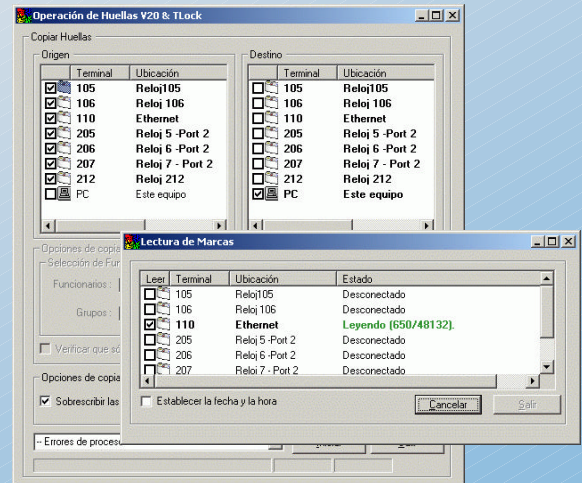 Operación de Huellas V20 & TLock
Copiar Huellas
Origen
Terminal Ubicación
105 Reloj105
106 Reloj 106
110 Ethernet
205 Reloj 5 -Port 2
206 Reloj 6 -Port 2
207 Reloj 7 - Port 2
212 Reloj 212
PC Este equipo
Destino
Terminal Ubicación
105 Reloj105
106 Reloj 106
110 Ethernet
205 Reloj 5 -Port 2
206 Reloj 6 -Port 2
207 Reloj 7 - Port 2
212 Reloj 212
PC Este equipo
Opciones de copia
Selección de Fun
Funcionarios :
Grupos :
Verificar que só
Opciones de copia
Sobrescribir las
-- Errores de proceso
Lectura de Marcas
Leer Terminal Ubicación Estado
105 Reloj105 Desconectado
106 Reloj 106 Desconectado
110 Ethernet Leyendo (650/48132).
205 Reloj 5 -Port 2 Desconectado
206 Reloj 6 -Port 2 Desconectado
207 Reloj 7 - Port 2 Desconectado
Establecer la fecha y la hora
Cancelar
Salir